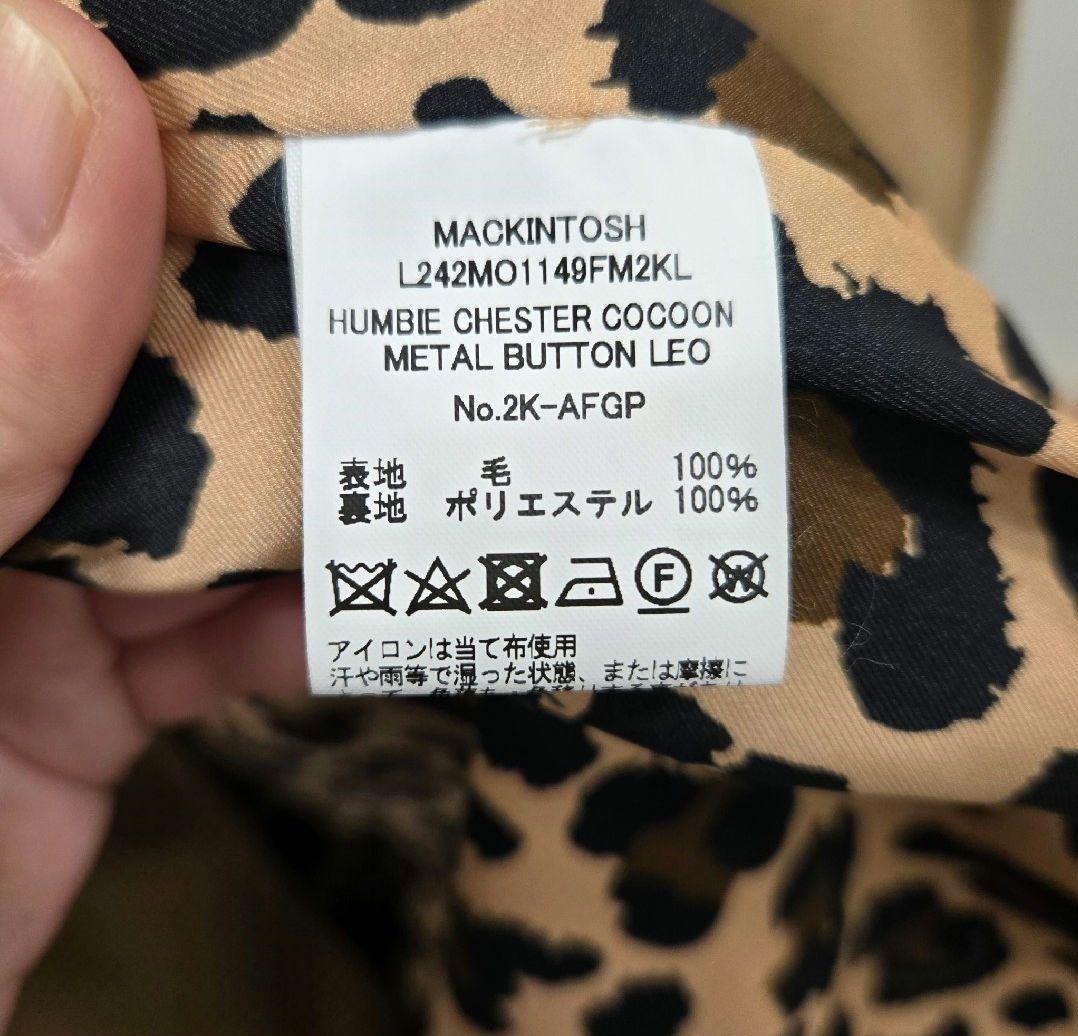 MACKINTOSH
L242MO1149FM2KL
HUMBIE CHESTER COCOON
METAL BUTTON LEO
No.2K-AFGP
表地 毛 100%
裏地 ポリエステル 100%
F W
アイロンは当て布使用
汗や雨等で湿った状態、または摩擦に